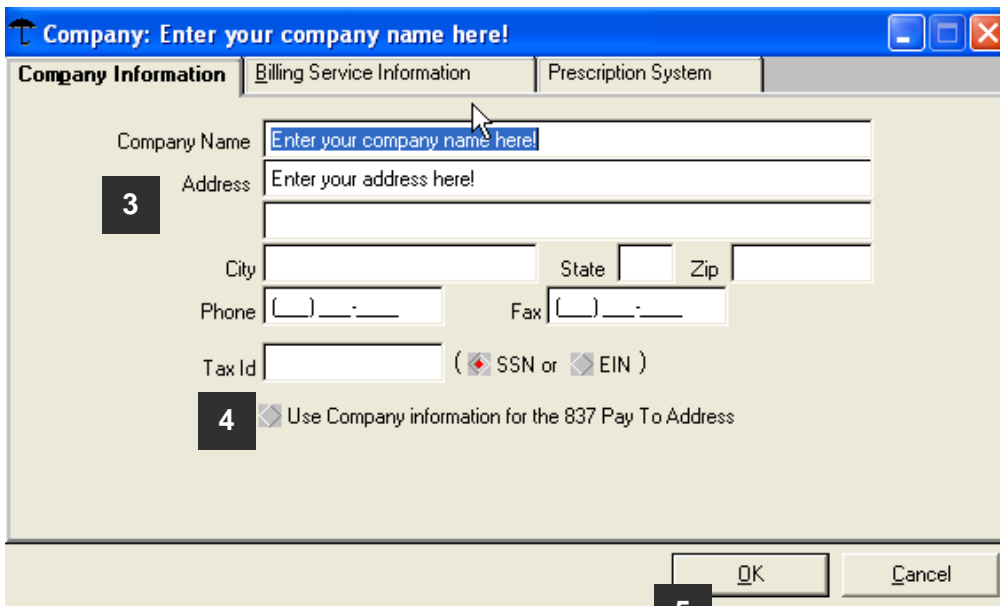 Company: Enter your company name here!
Company Information Billing Service Information Prescription System
Company Name Enter your company name here!
3 Address Enter your address here!
City State Zip
Phone (___) ___-____ Fax (___) ___-____
Tax Id ( SSN or EIN )
4 Use Company information for the 837 Pay To Address
OK Cancel
5